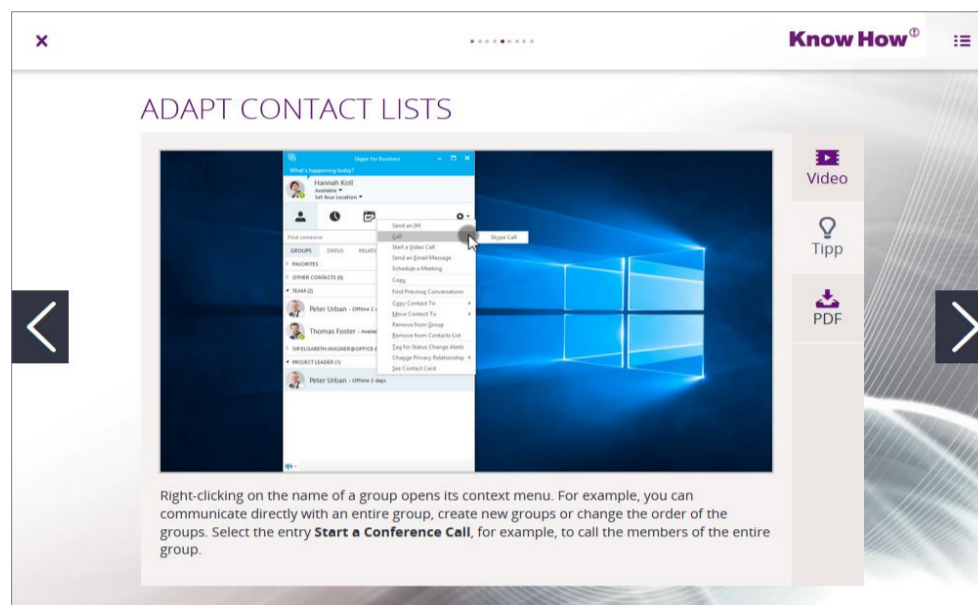 Know How
ADAPT CONTACT LISTS
Skype for Business
What's happening today?
Hannah Koll
Available
Set Your Location
Find someone
GROUPS STATUS
FAVORITES
OTHER CONTACTS (0)
TEAM (2)
Peter Urban - Offline 2
Thomas Foster - Availa
PROJECT LEADER (1)
Peter Urban - Offline 2 days
Send an IM
Call
Skype Call
Start a Video Call
Send an Email Message
Schedule a Meeting
Copy
Find Previous Conversations
Copy Contact To
Move Contact To
Remove from Group
Remove from Contacts List
Tag for Status Change Alerts
Change Privacy Relationship
See Contact Card
Video
Tipp
PDF
Right-clicking on the name of a group opens its context menu. For example, you can
communicate directly with an entire group, create new groups or change the order of the
groups. Select the entry Start a Conference Call, for example, to call the members of the entire
group.